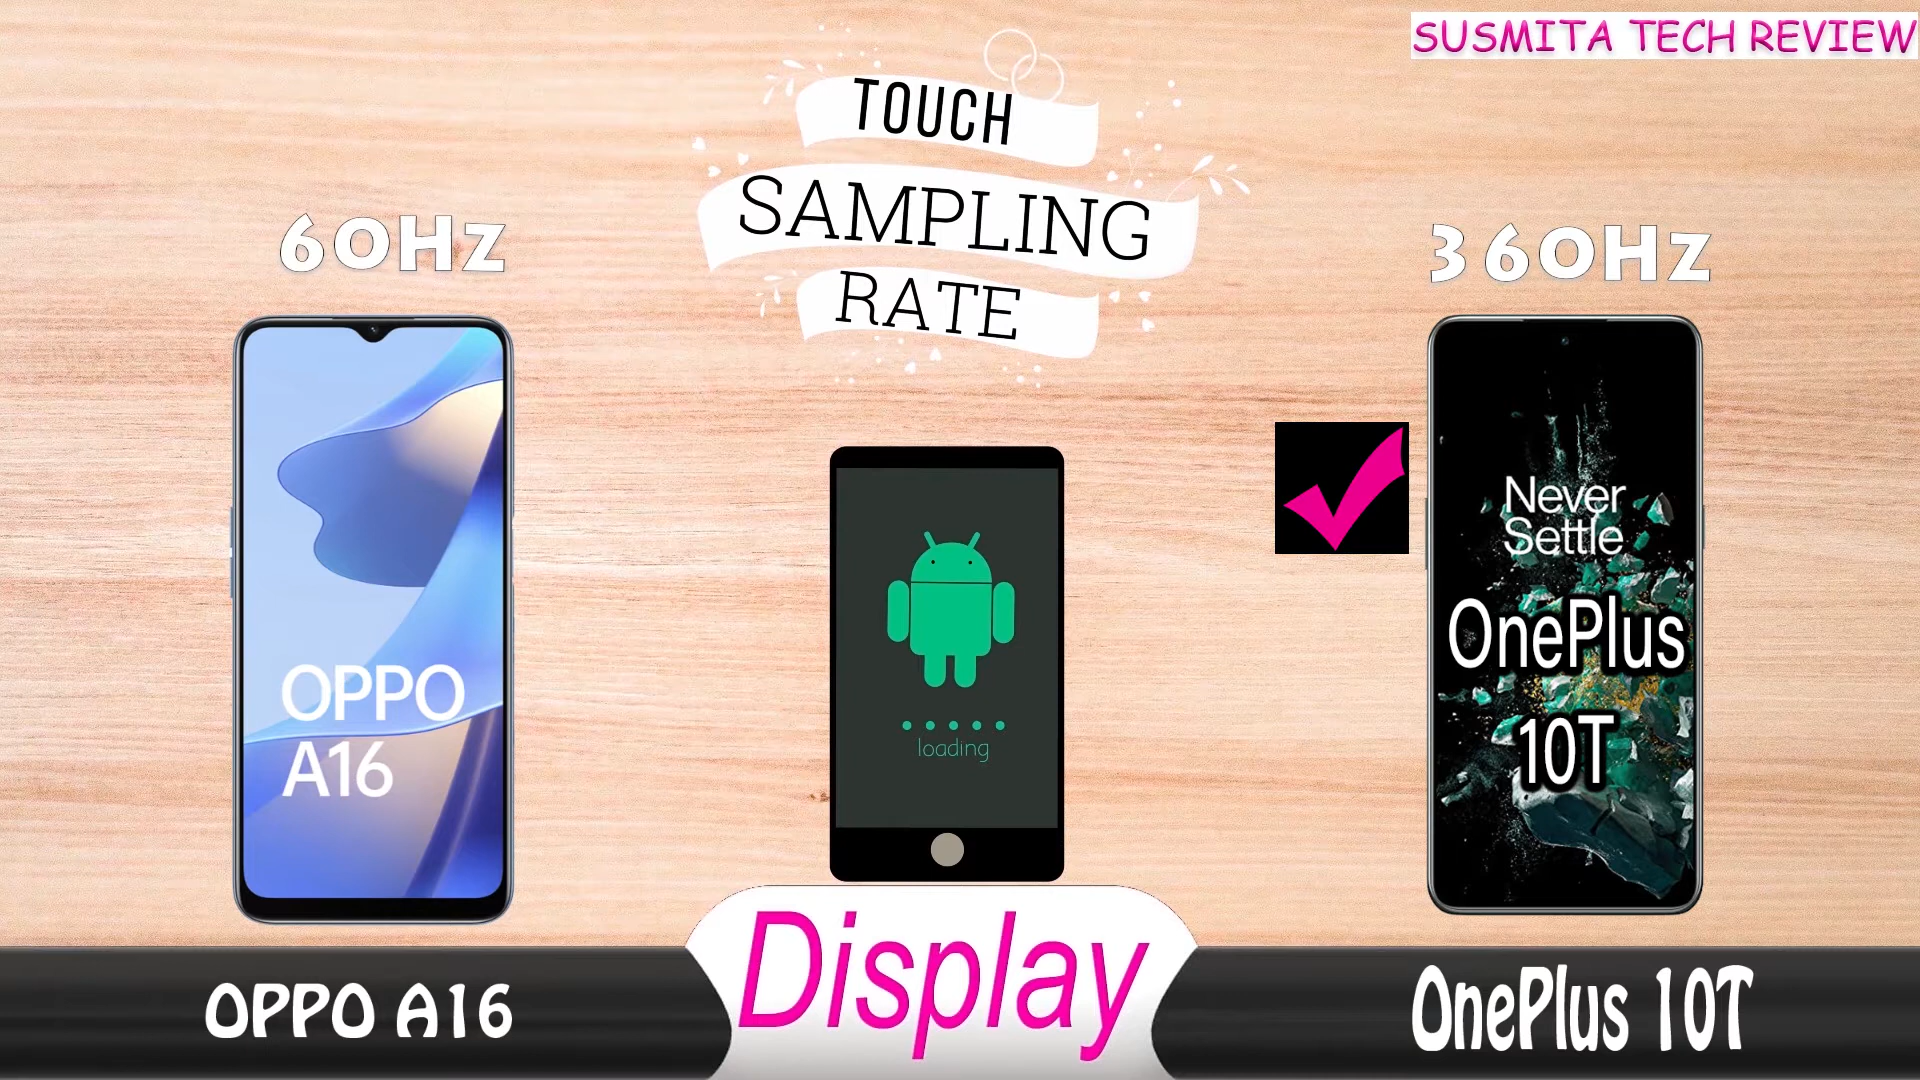 SUSMITA TECH REVIEW
TOUCH
SAMPLING
RATE
60Hz
360Hz
Never
Settle
OnePlus
10T
OPPO
A16
loading
Display
OPPO A16
OnePlus 10T